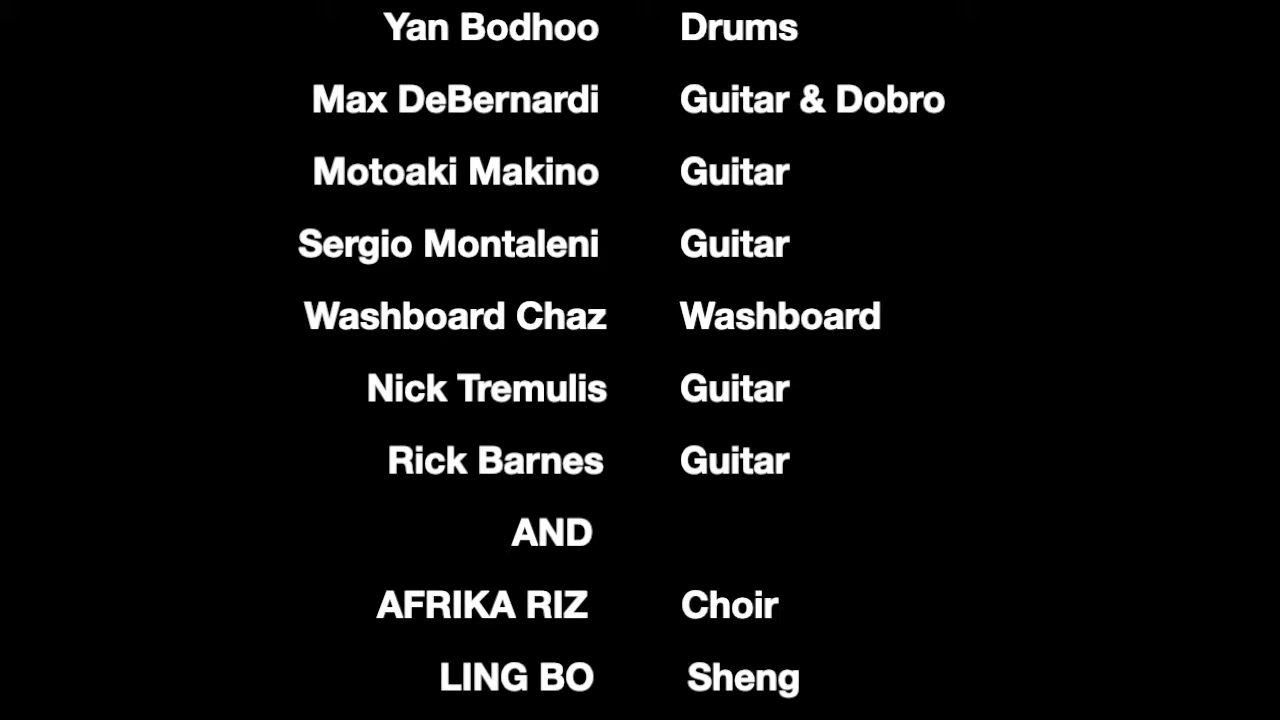 Yan Bodhoo Drums
Max DeBernardi Guitar & Dobro
Motoaki Makino Guitar
Sergio Montaleni Guitar
Washboard Chaz Washboard
Nick Tremulis Guitar
Rick Barnes Guitar
AND
AFRIKA RIZ Choir
LING BO Sheng